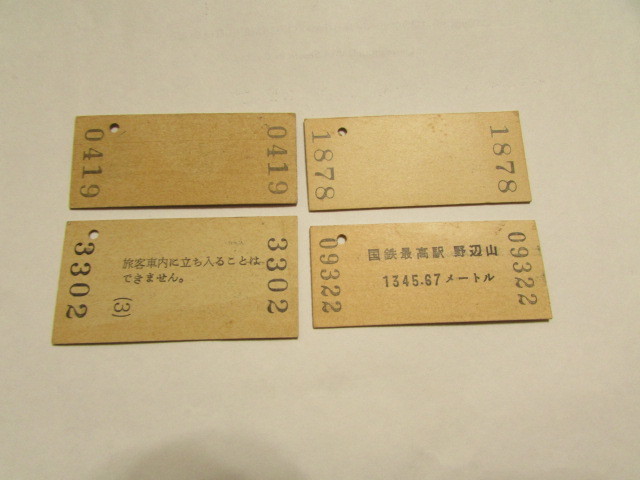 0419
0419
1878
1878
3302
旅客車内に立ち入ることは
できません。
(3)
3302
09322
国鉄最高駅 野辺山
1345.67メートル
09322